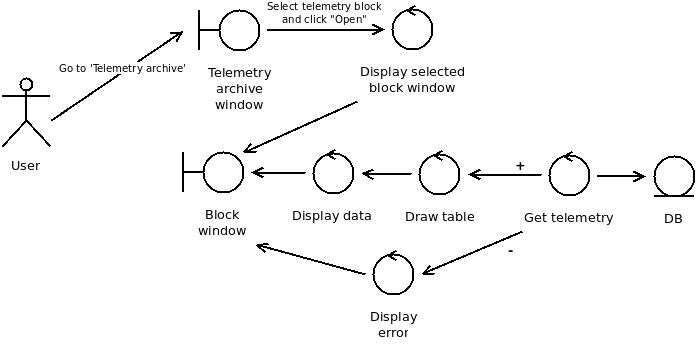 Select telemetry block
and click "Open"
Go to 'Telemetry archive'
Telemetry
archive
window
Display selected
block window
User
+
Block
window
Display data
Draw table
Get telemetry
DB
-
Display
error